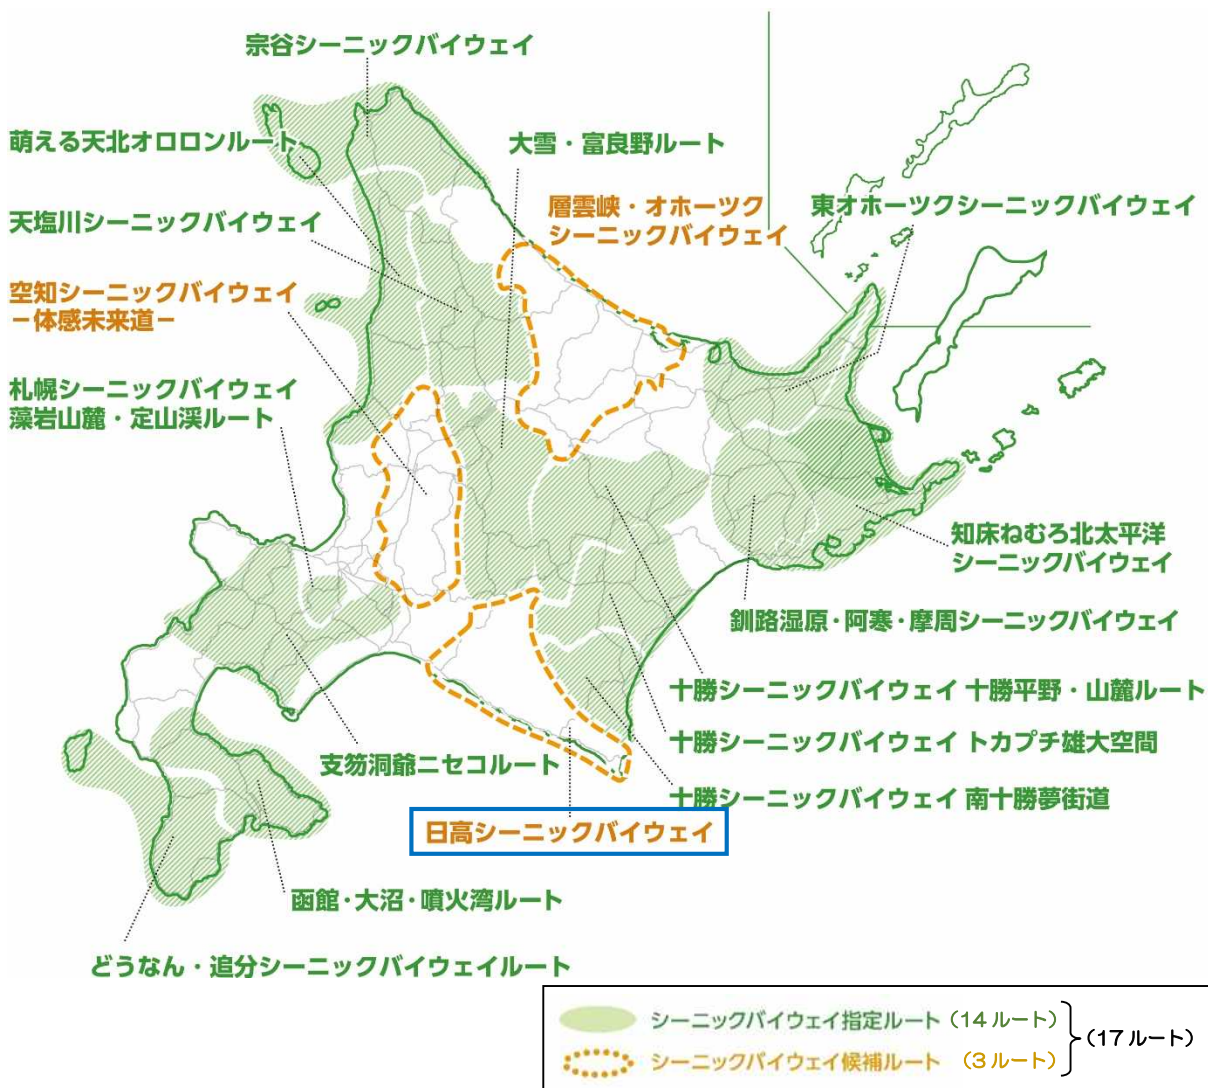 宗谷シーニックバイウェイ
萌える天北オロロンルート
大雪・富良野ルート
天塩川シーニックバイウェイ
層雲峡・オホーツク
シーニックバイウェイ
東オホーツクシーニックバイウェイ
空知シーニックバイウェイ
－体感未来道－
札幌シーニックバイウェイ
藻岩山麓・定山渓ルート
知床ねむろ北太平洋
シーニックバイウェイ
釧路湿原・阿寒・摩周シーニックバイウェイ
十勝シーニックバイウェイ 十勝平野・山麓ルート
十勝シーニックバイウェイ トカプチ雄大空間
十勝シーニックバイウェイ 南十勝夢街道
支笏洞爺ニセコルート
日高シーニックバイウェイ
函館・大沼・噴火湾ルート
どうなん・追分シーニックバイウェイルート
シーニックバイウェイ指定ルート（14ルート）
シーニックバイウェイ候補ルート （3ルート）
（17ルート）